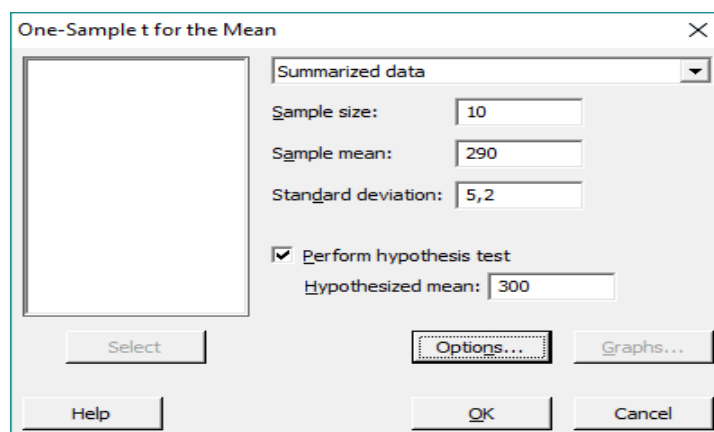 One-Sample t for the Mean
Summarized data
Sample size: 10
Sample mean: 290
Standard deviation: 5,2
Perform hypothesis test
Hypothesized mean: 300
Select Options... Graphs...
Help OK Cancel